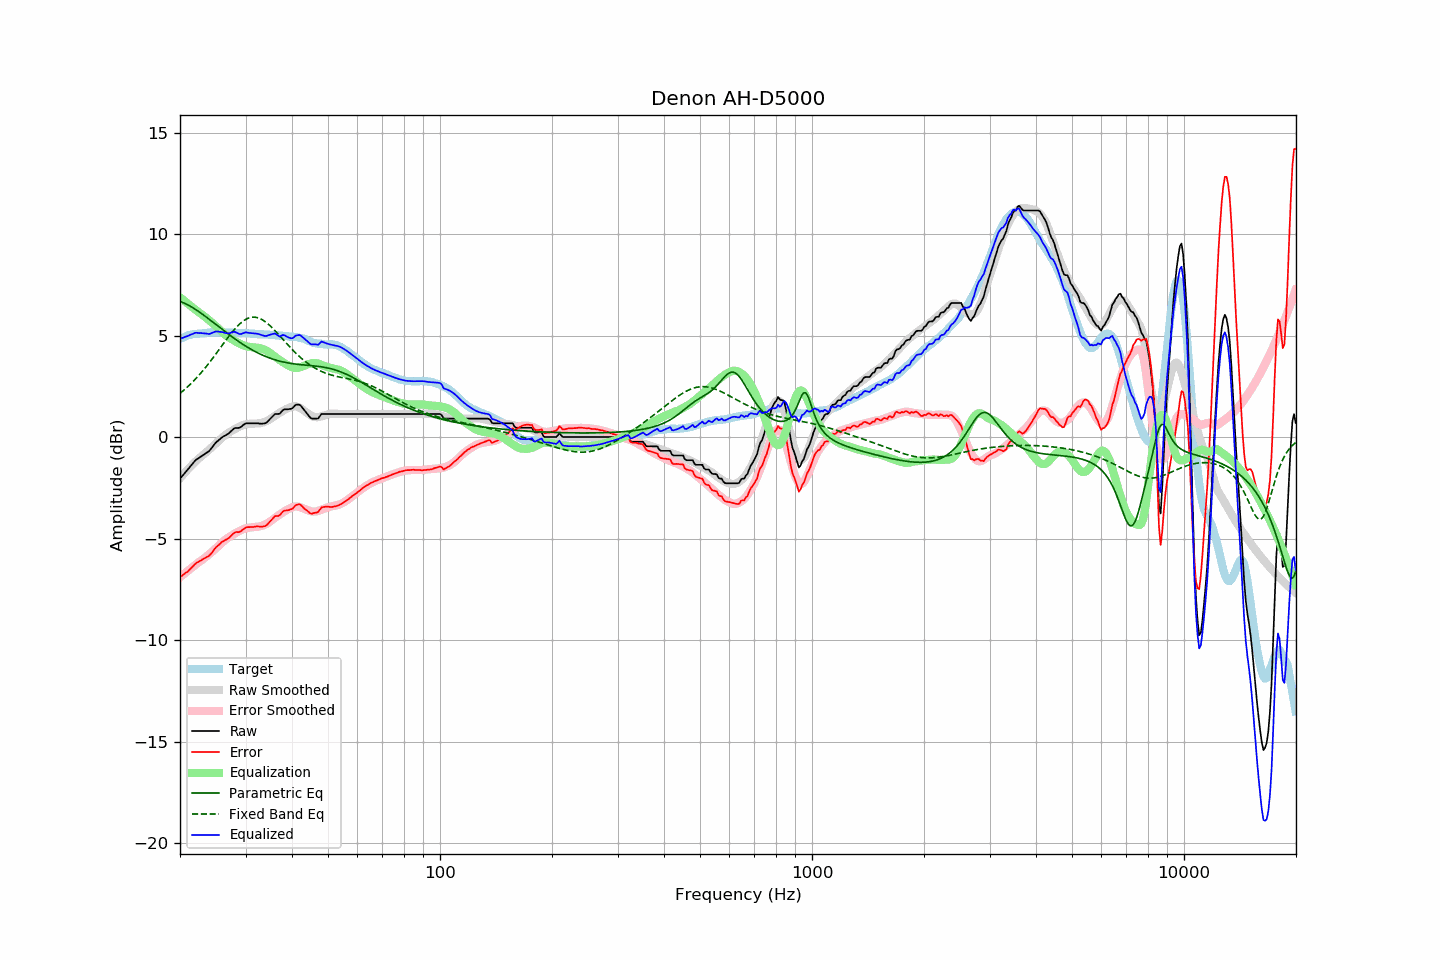 Denon AH-D5000
Amplitude (dBr)
15
10
5
0
−5
−10
−15
−20
Target
Raw Smoothed
Error Smoothed
Raw
Error
Equalization
Parametric Eq
Fixed Band Eq
Equalized
100
1000
10000
Frequency (Hz)